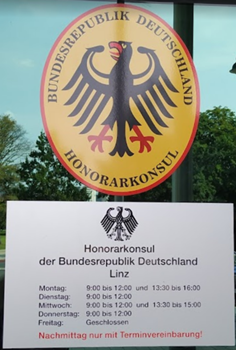 BUNDESREPUBLIK DEUTSCHLAND
HONORARKONSUL
Honorarkonsul
der Bundesrepublik Deutschland
Linz
Montag: 9:00 bis 12:00 und 13:30 bis 16:00
Dienstag: 9:00 bis 12:00
Mittwoch: 9:00 bis 12:00 und 13:30 bis 15:00
Donnerstag: 9:00 bis 12:00
Freitag: Geschlossen
Nachmittag nur mit Terminvereinbarung!